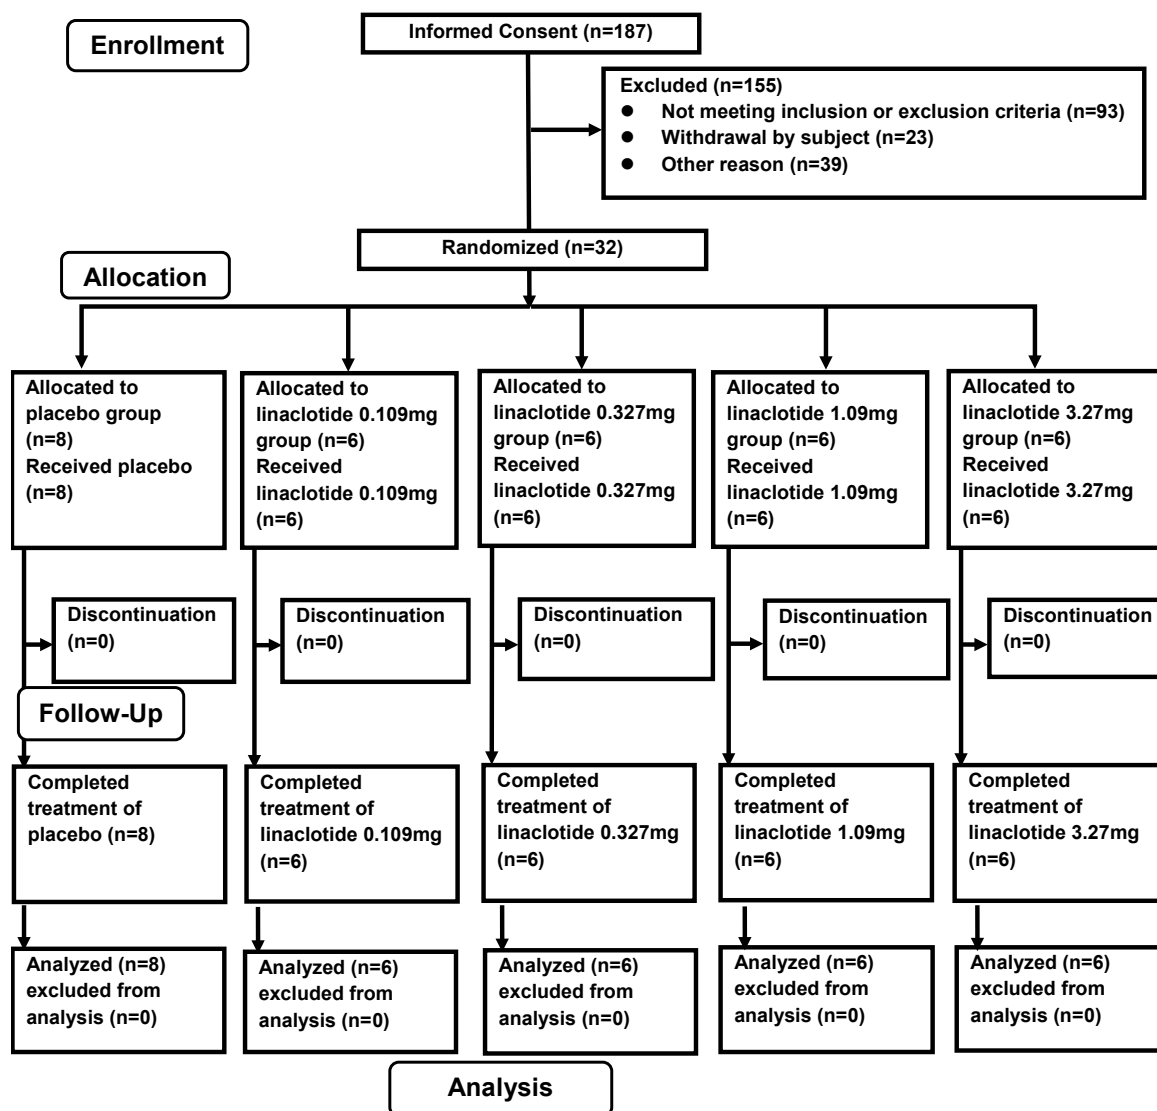 Enrollment
Informed Consent (n=187)
Excluded (n=155)
● Not meeting inclusion or exclusion criteria (n=93)
● Withdrawal by subject (n=23)
● Other reason (n=39)
Randomized (n=32)
Allocation
Allocated to
placebo group
(n=8)
Received placebo
(n=8)
Allocated to
linaclotide 0.109mg
group (n=6)
Received
linaclotide 0.109mg
(n=6)
Allocated to
linaclotide 0.327mg
group (n=6)
Received
linaclotide 0.327mg
(n=6)
Allocated to
linaclotide 1.09mg
group (n=6)
Received
linaclotide 1.09mg
(n=6)
Allocated to
linaclotide 3.27mg
group (n=6)
Received
linaclotide 3.27mg
(n=6)
Discontinuation
(n=0)
Discontinuation
(n=0)
Discontinuation
(n=0)
Discontinuation
(n=0)
Discontinuation
(n=0)
Follow-Up
Completed
treatment of
placebo (n=8)
Completed
treatment of
linaclotide 0.109mg
(n=6)
Completed
treatment of
linaclotide 0.327mg
(n=6)
Completed
treatment of
linaclotide 1.09mg
(n=6)
Completed
treatment of
linaclotide 3.27mg
(n=6)
Analyzed (n=8)
excluded from
analysis (n=0)
Analyzed (n=6)
excluded from
analysis (n=0)
Analyzed (n=6)
excluded from
analysis (n=0)
Analyzed (n=6)
excluded from
analysis (n=0)
Analyzed (n=6)
excluded from
analysis (n=0)
Analysis